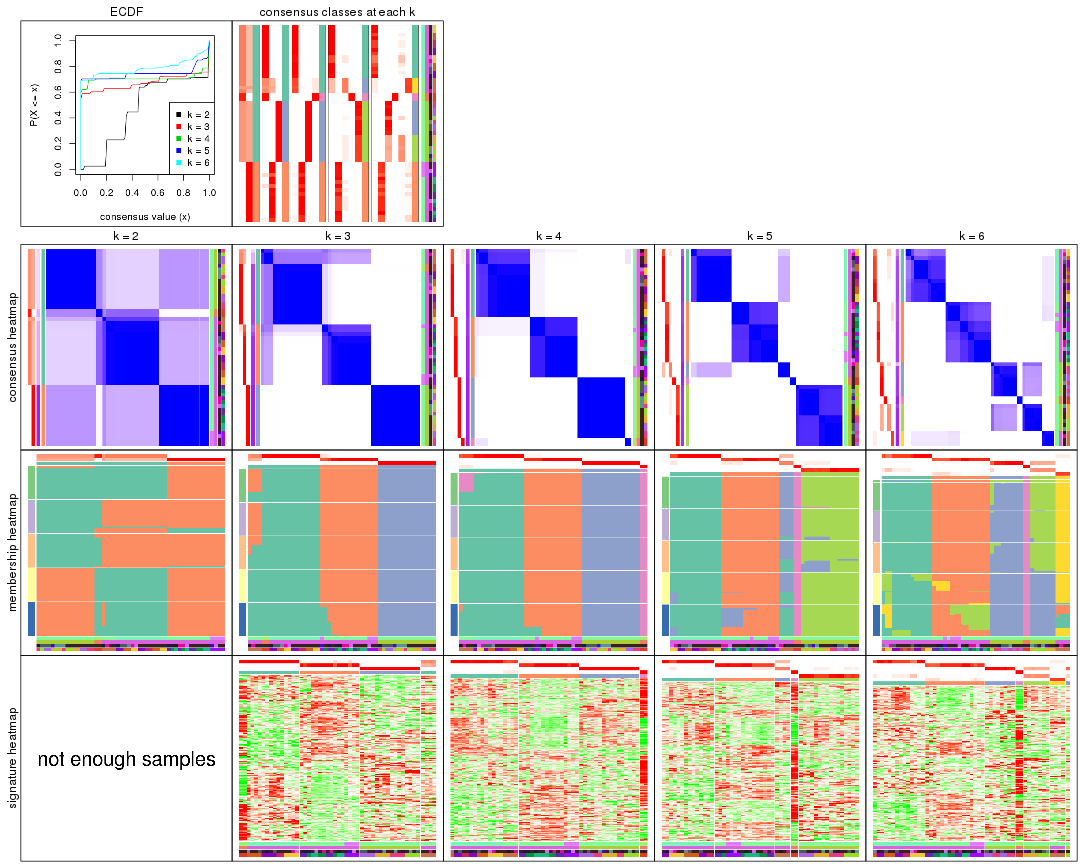 ECDF
consensus classes at each k
P(X <= x)
1.0
0.8
0.6
0.4
0.2
0.0
k = 2
k = 3
k = 4
k = 5
k = 6
0.0 0.2 0.4 0.6 0.8 1.0
consensus value (x)
k = 2
k = 3
k = 4
k = 5
k = 6
consensus heatmap
membership heatmap
signature heatmap
not enough samples